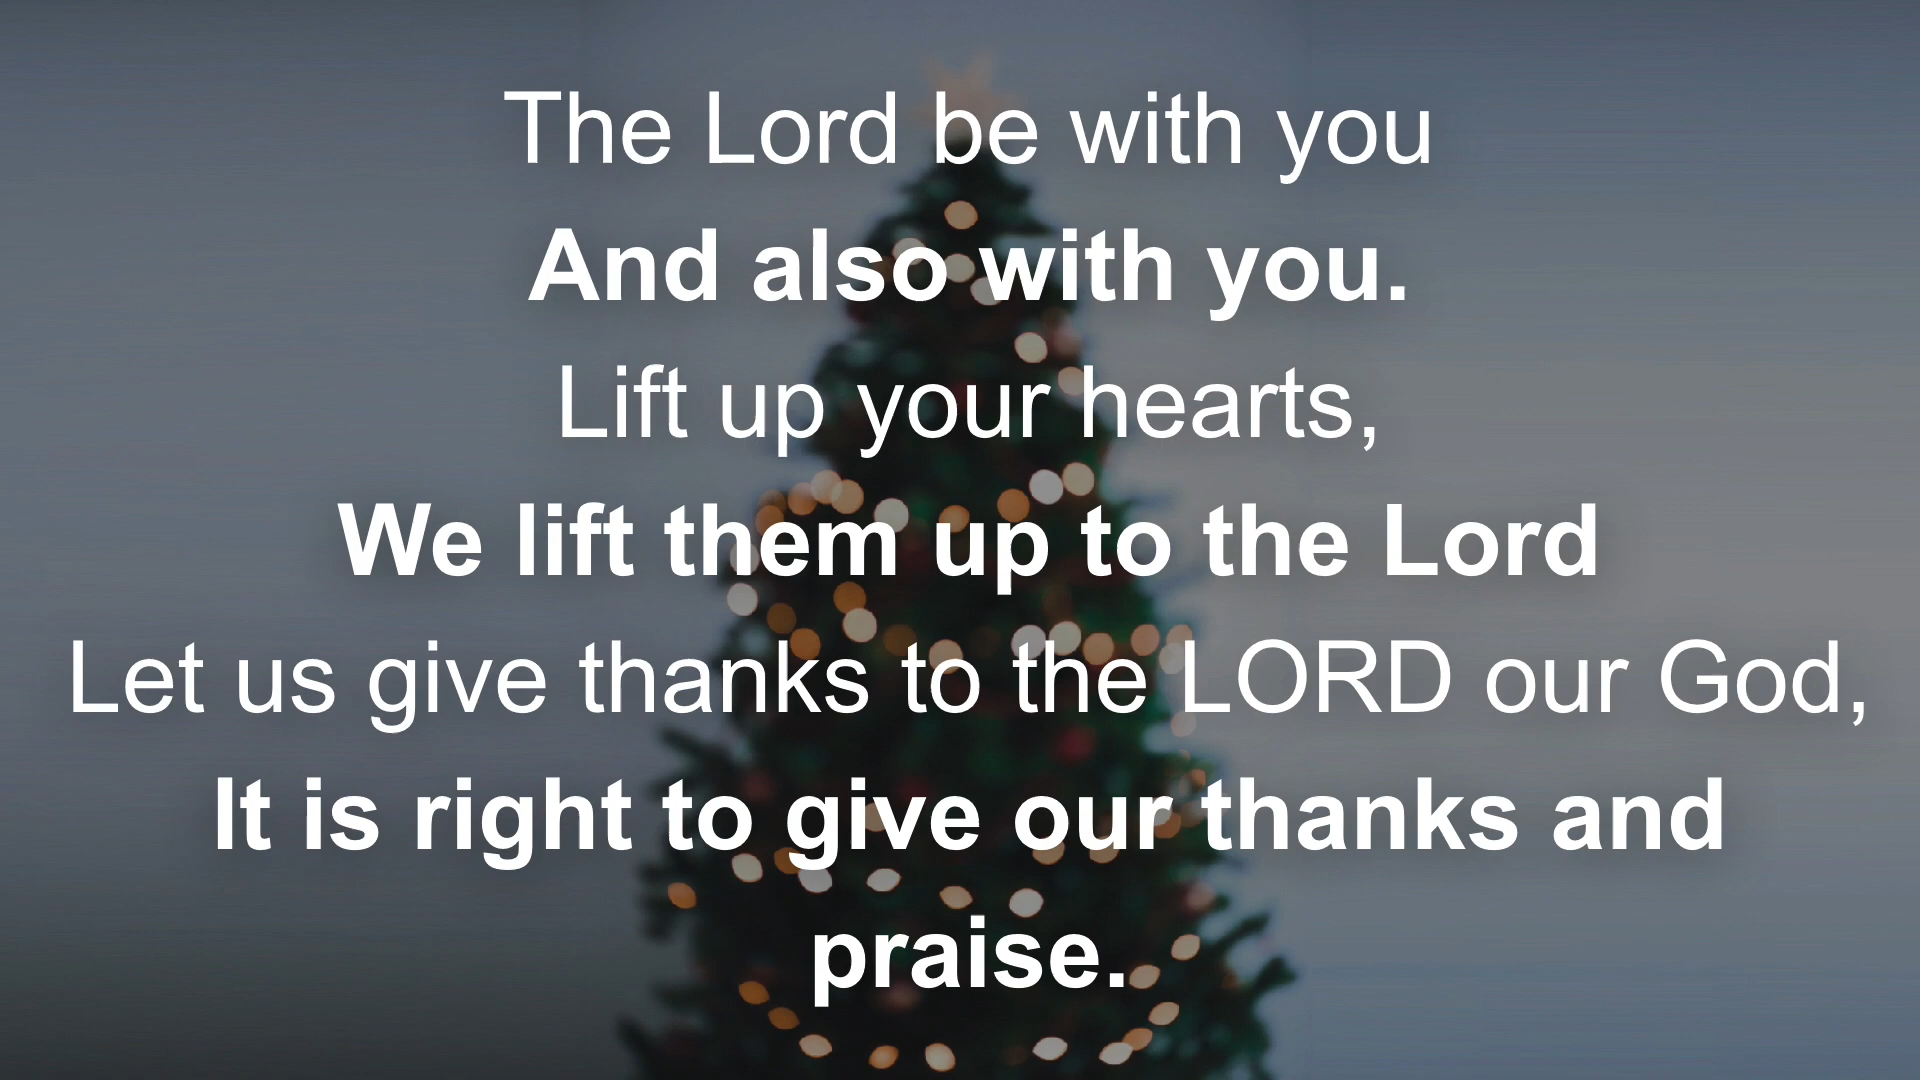 The Lord be with you
And also with you.
Lift up your hearts,
We lift them up to the Lord
Let us give thanks to the LORD our God,
It is right to give our thanks and
praise.